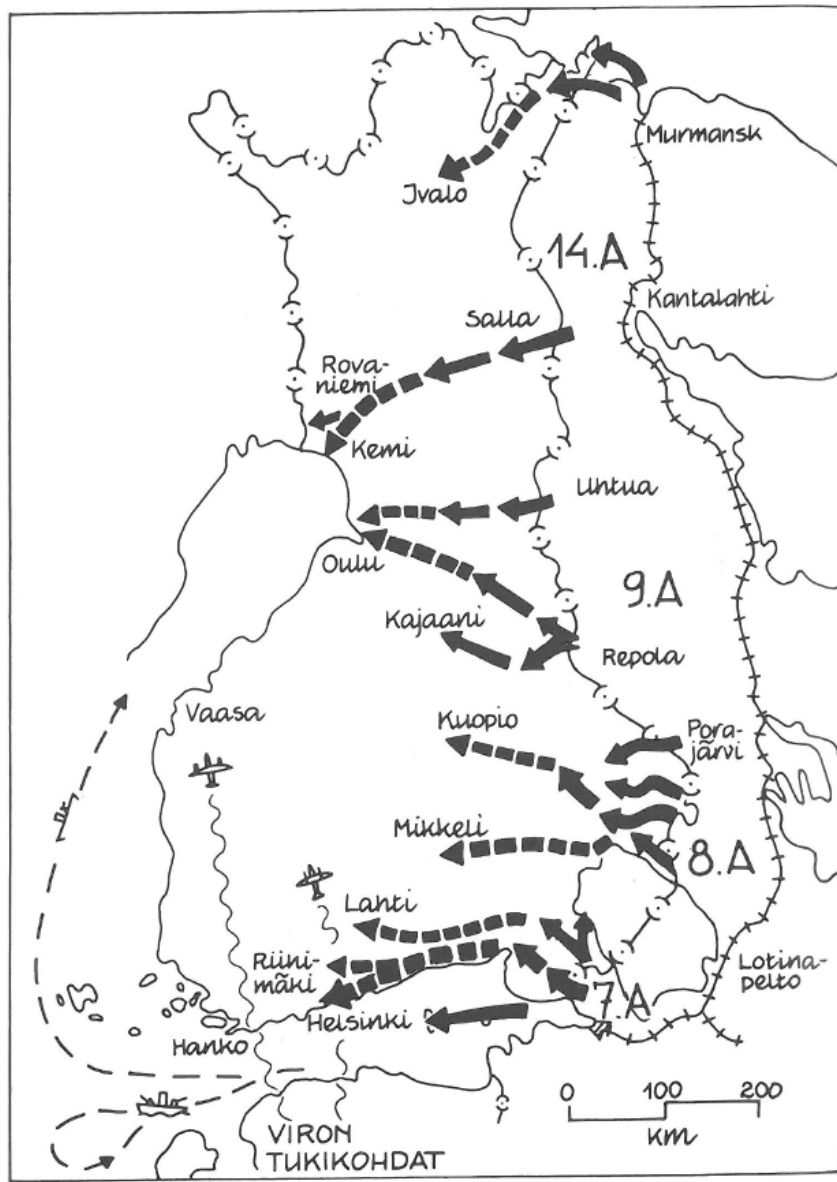 Murmansk
Jvalo
14.A
Kantalahti
Salla
Rova-
niemi
Kemi
Uhtua
Oulu
9.A
Kajaani
Repola
Vaasa
Kuopio
Pora-
järvi
Mikkeli
8.A
Lahti
Riini-
mäki
Lotina-
pelto
7.A
Helsinki
Hanko
0 100 200
km
VIRON
TUKIKOHDAT